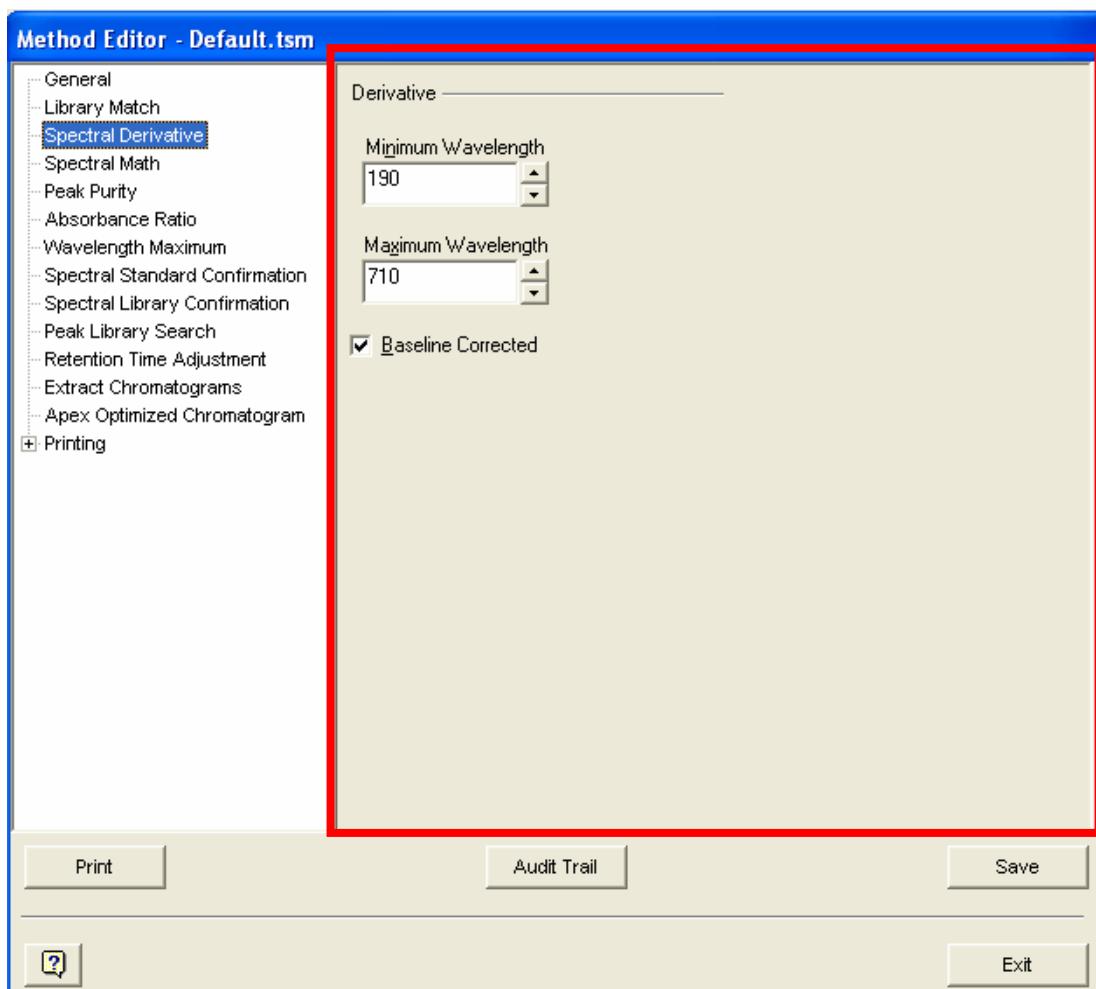 Method Editor - Default.tsm
General
Library Match
Spectral Derivative
Spectral Math
Peak Purity
Absorbance Ratio
Wavelength Maximum
Spectral Standard Confirmation
Spectral Library Confirmation
Peak Library Search
Retention Time Adjustment
Extract Chromatograms
Apex Optimized Chromatogram
Printing
Derivative
Minimum Wavelength
190
Maximum Wavelength
710
Baseline Corrected
Print
Audit Trail
Save
?
Exit